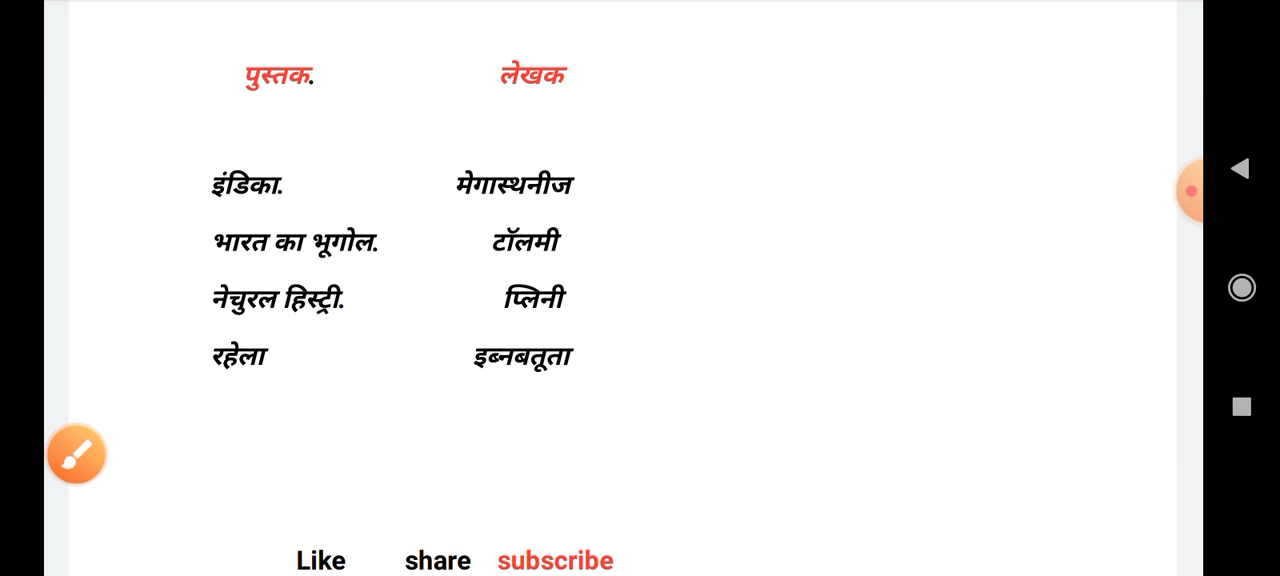 पुस्तक. लेखक
इंडिका. मेगास्थनीज
भारत का भूगोल. टॉलमी
नेचुरल हिस्ट्री. प्लिनी
रहेला इब्नबतूता
Like share subscribe